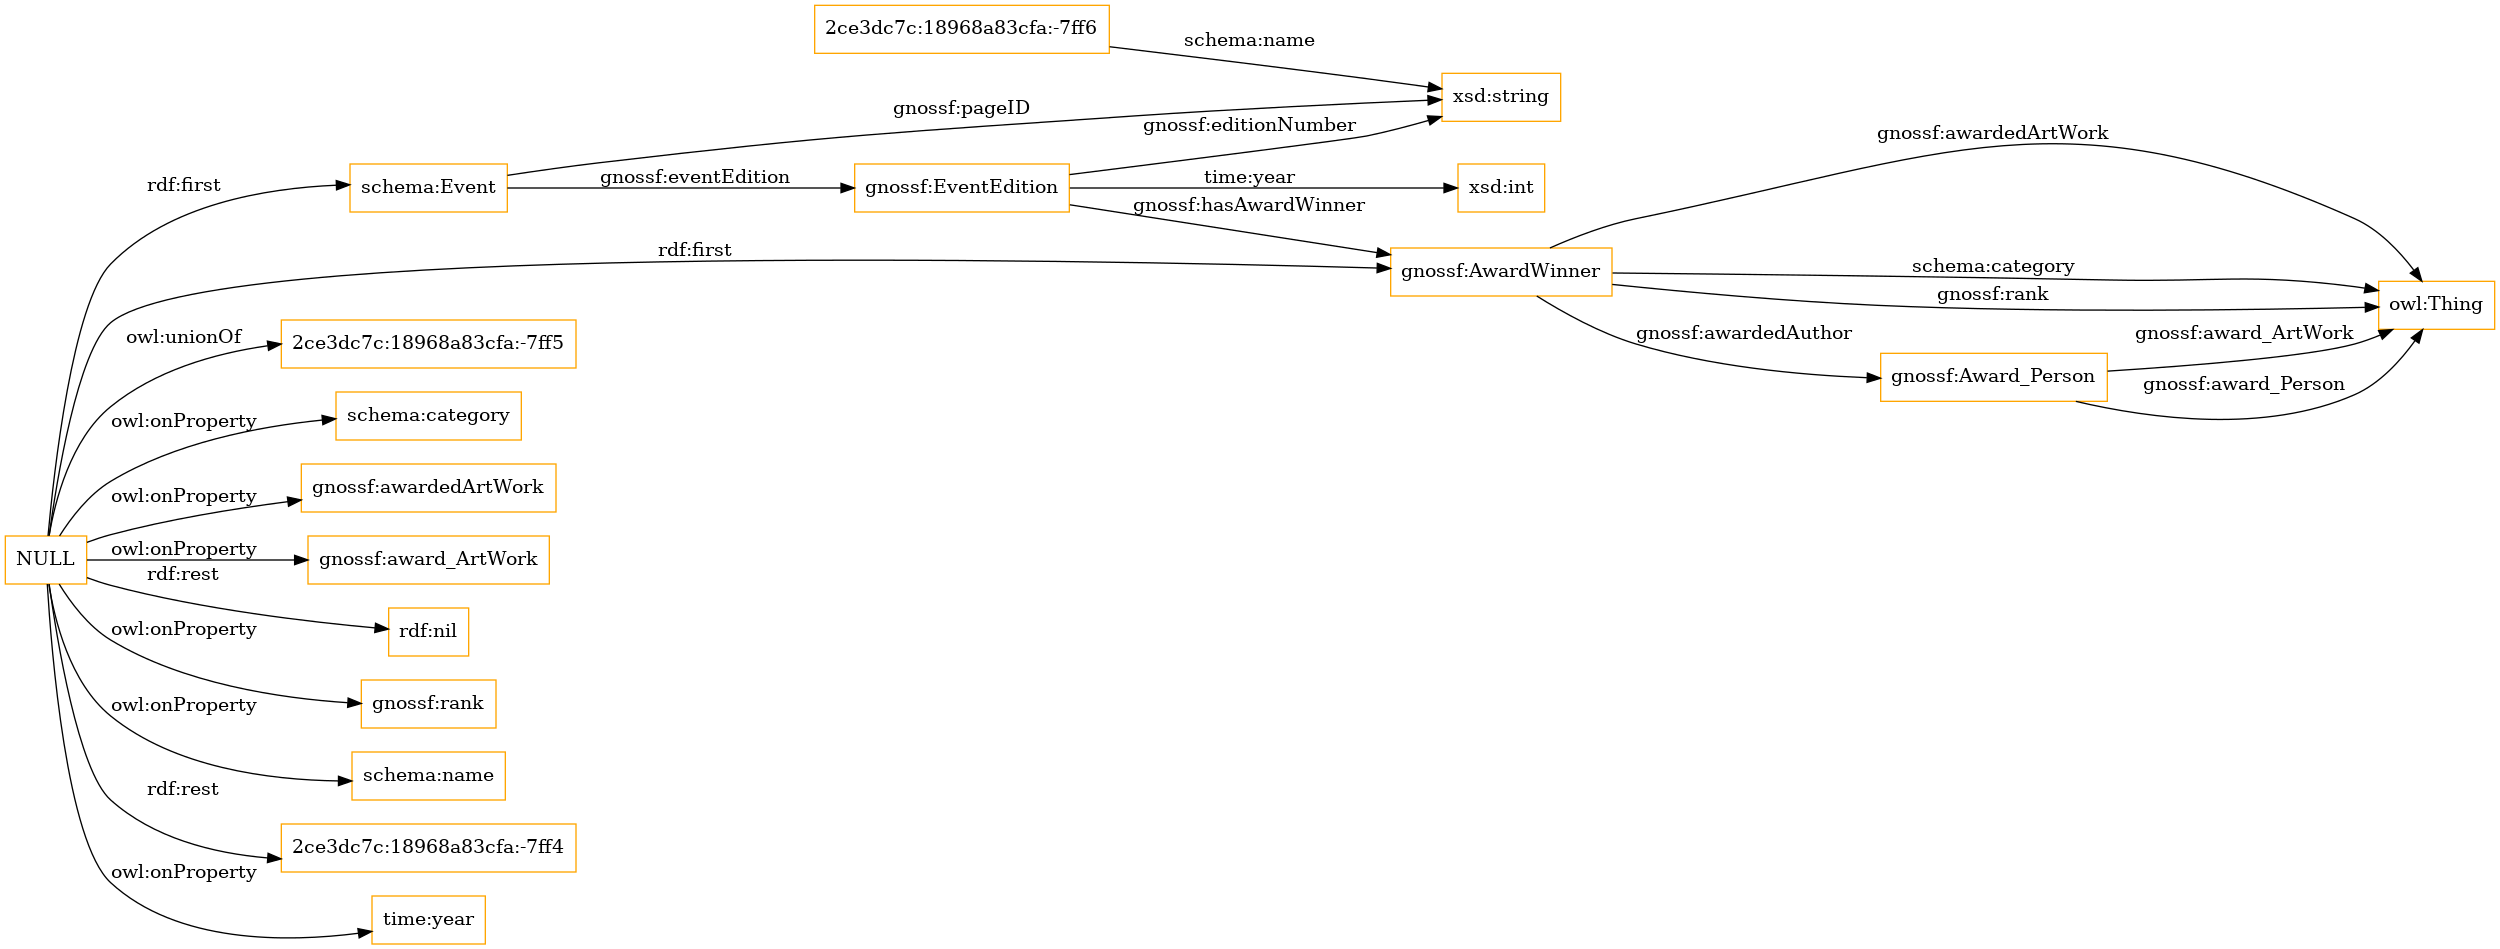 2ce3dc7c:18968a83cfa:-7ff6
schema:name
xsd:string
gnossf:pageID
gnossf:editionNumber
gnossf:awardedArtWork
rdf:first
schema:Event
gnossf:eventEdition
gnossf:EventEdition
time:year
xsd:int
gnossf:hasAwardWinner
rdf:first
gnossf:AwardWinner
schema:category
gnossf:rank
owl:Thing
owl:unionOf
2ce3dc7c:18968a83cfa:-7ff5
gnossf:awardedAuthor
gnossf:award_ArtWork
gnossf:Award_Person
gnossf:award_Person
owl:onProperty
schema:category
owl:onProperty
gnossf:awardedArtWork
NULL
owl:onProperty
gnossf:award_ArtWork
rdf:rest
rdf:nil
owl:onProperty
gnossf:rank
owl:onProperty
schema:name
rdf:rest
2ce3dc7c:18968a83cfa:-7ff4
owl:onProperty
time:year